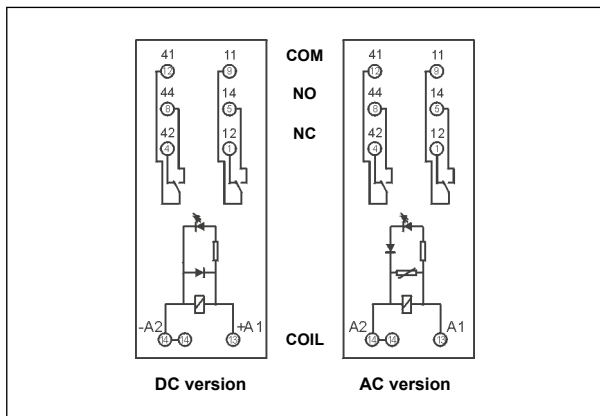 41 11 COM 41 11
12 9 12 9
44 14 NO 44 14
8 5 8 5
42 12 NC 42 12
4 1 4 1
-A2 +A1 COIL A2 A1
14 14 13 14 14 13
DC version AC version